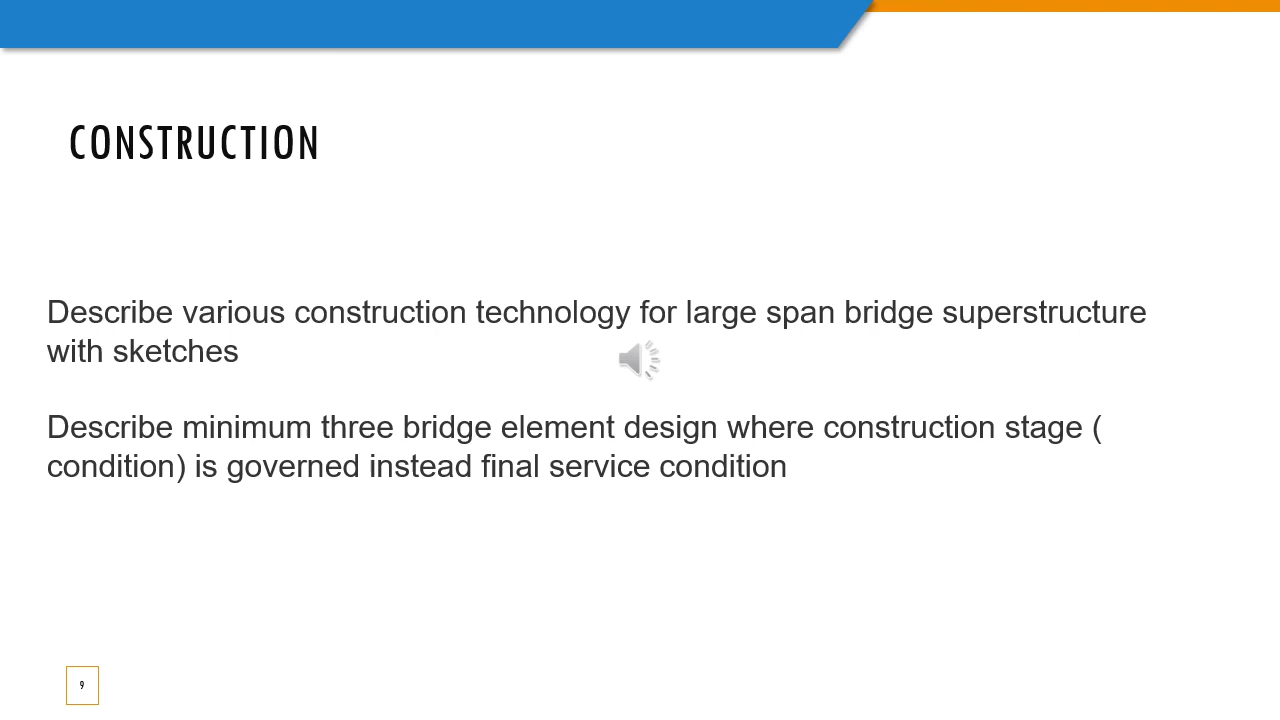 CONSTRUCTION
Describe various construction technology for large span bridge superstructure
with sketches
Describe minimum three bridge element design where construction stage (
condition) is governed instead final service condition
9